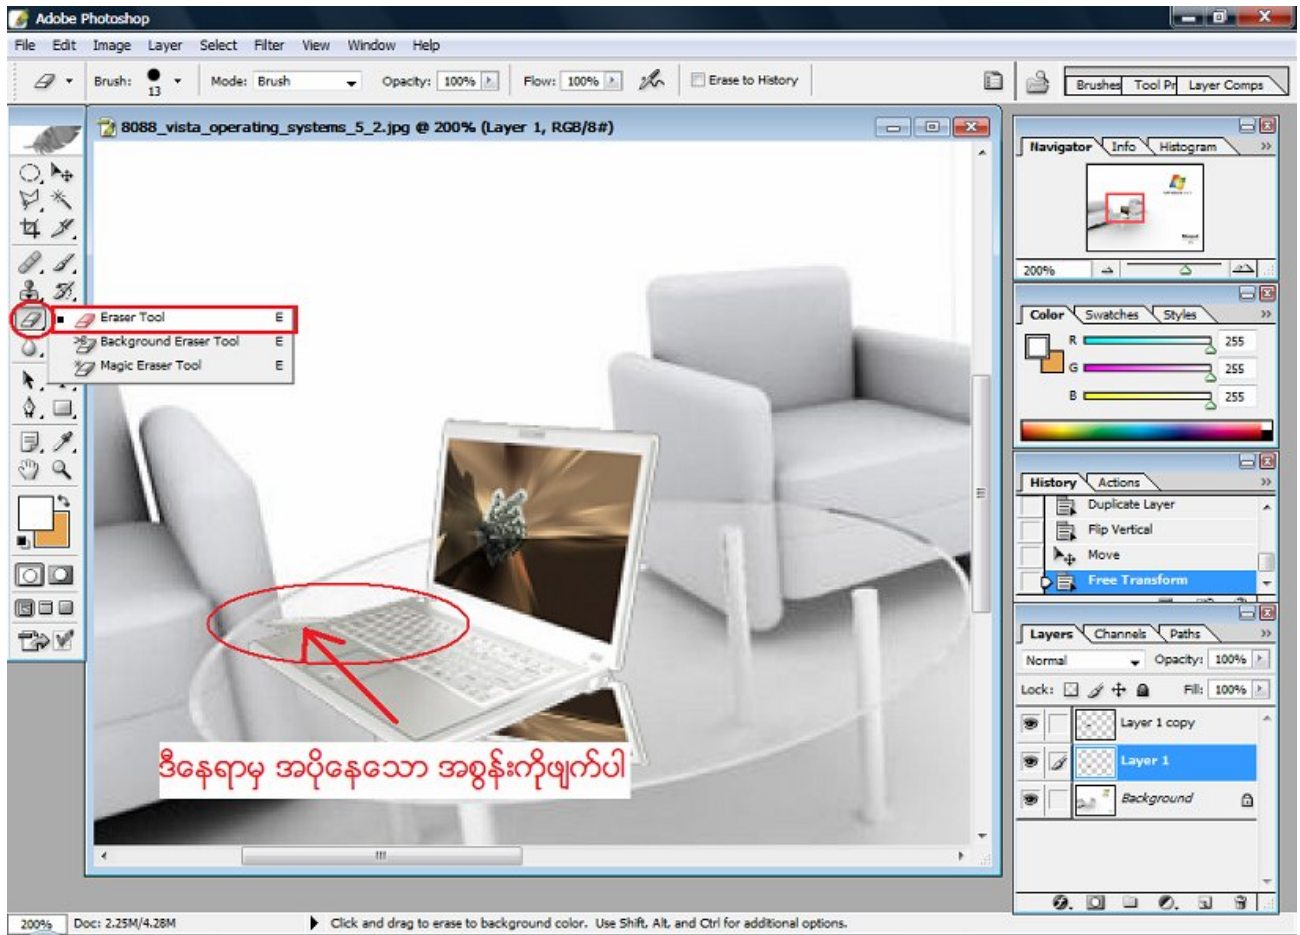 Adobe Photoshop
File Edit Image Layer Select Filter View Window Help
Brush: 13 Mode: Brush Opacity: 100% Flow: 100% Erase to History
Brushes Tool Pr Layer Comps
8088_vista_operating_systems_5_2.jpg @ 200% (Layer 1, RGB/8#)
Navigator Info Histogram
200%
Eraser Tool E
Background Eraser Tool E
Magic Eraser Tool E
Color Swatches Styles
R 255
G 255
B 255
History Actions
Duplicate Layer
Flip Vertical
Move
Free Transform
Layers Channels Paths
Normal Opacity: 100%
Lock: Fill: 100%
Layer 1 copy
Layer 1
Background
ဒီနေရာမှ အပိုနေသော အစွန်းကိုဖျက်ပါ
200% Doc: 2.25M/4.28M Click and drag to erase to background color. Use Shift, Alt, and Ctrl for additional options.